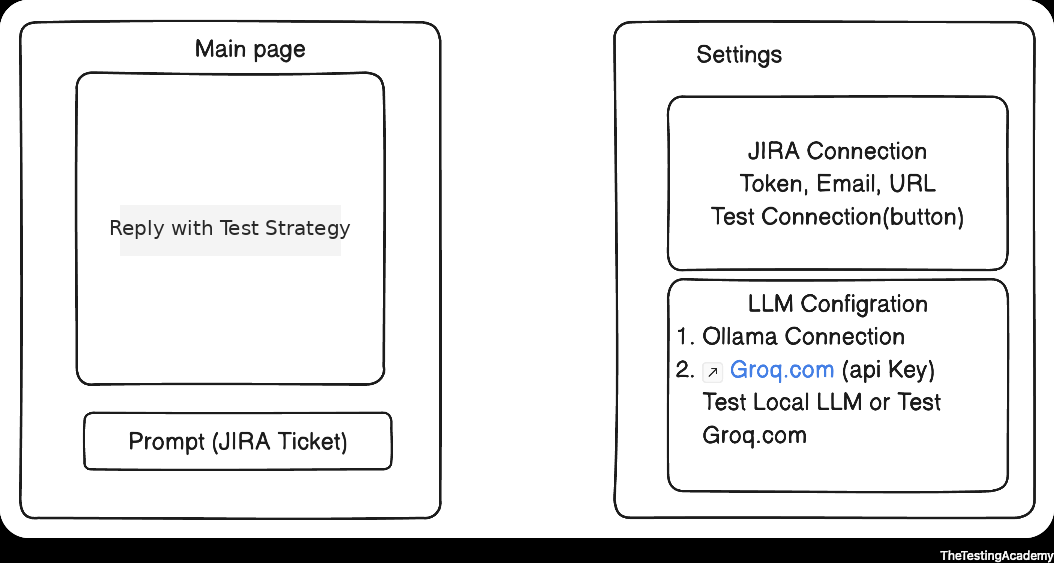 Main page
Reply with Test Strategy
Prompt (JIRA Ticket)
Settings
JIRA Connection
Token, Email, URL
Test Connection(button)
LLM Configration
1. Ollama Connection
2. Groq.com (api Key)
Test Local LLM or Test
Groq.com
TheTestingAcademy